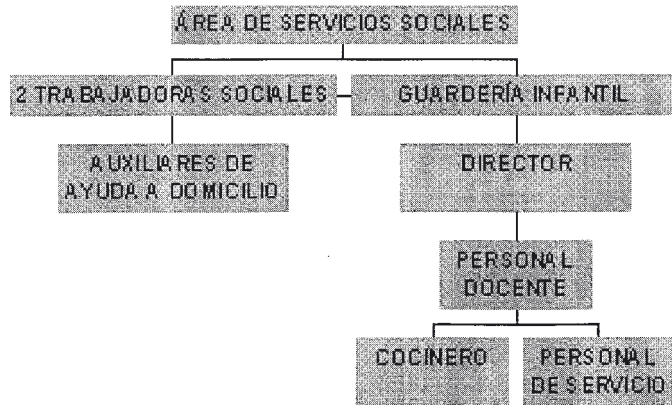 ÁREA DE SERVICIOS SOCIALES
2 TRABAJADORAS SOCIALES
GUARDERÍA INFANTIL
AUXILIARES DE
AYUDA A DOMICILIO
DIRECTOR
PERSONAL
DOCENTE
COCINERO
PERSONAL
DE SERVICIO